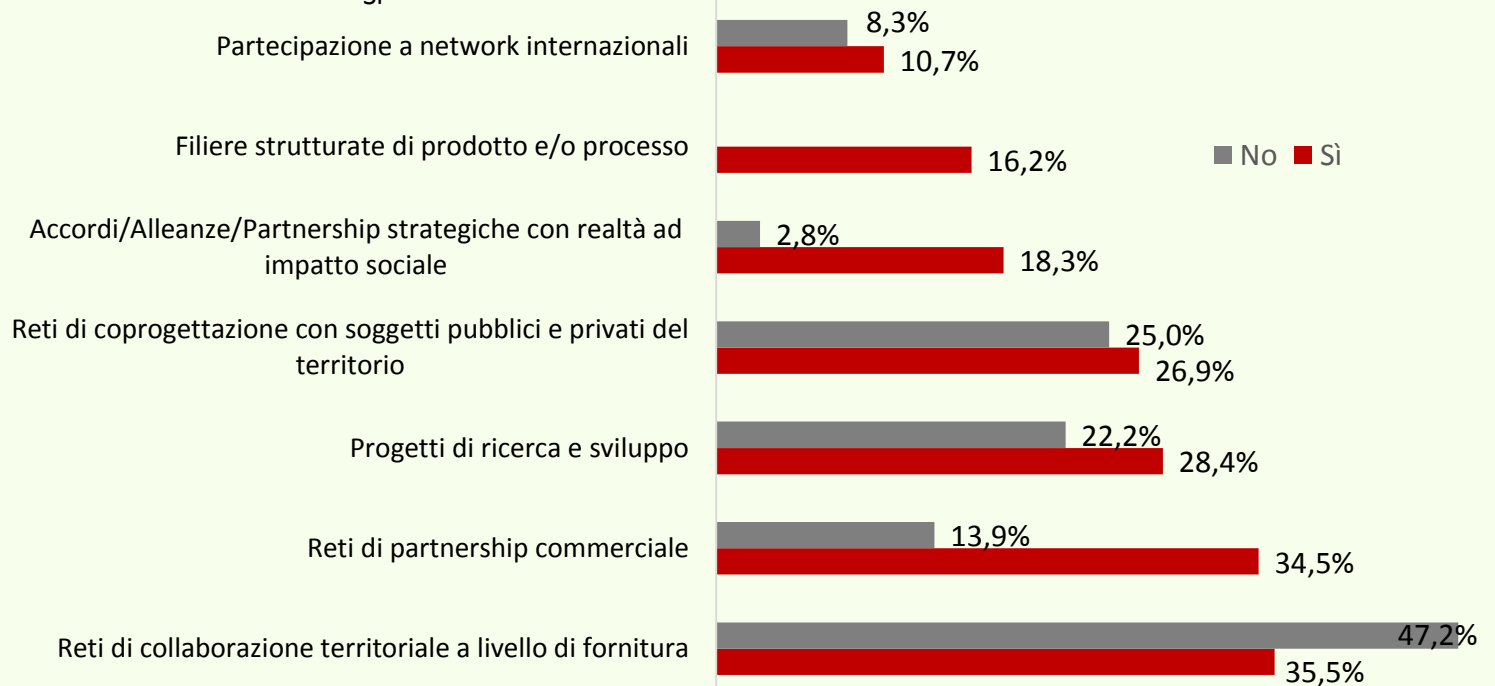 Partecipazione a network internazionali
8,3%
10,7%
Filiere strutturate di prodotto e/o processo
16,2%
No Sì
Accordi/Alleanze/Partnership strategiche con realtà ad
impatto sociale
2,8%
18,3%
Reti di coprogettazione con soggetti pubblici e privati del
territorio
25,0%
26,9%
Progetti di ricerca e sviluppo
22,2%
28,4%
Reti di partnership commerciale
13,9%
34,5%
Reti di collaborazione territoriale a livello di fornitura
47,2%
35,5%